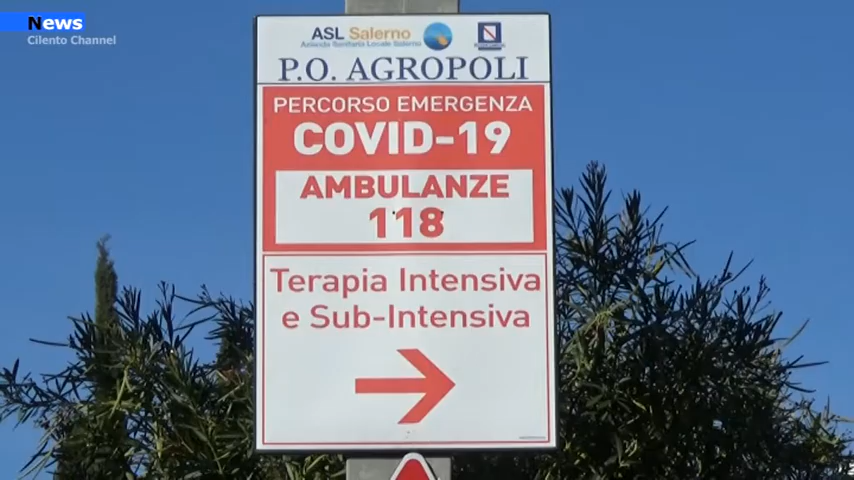 News
Cilento Channel
ASL Salerno
Azienda Sanitaria Locale Salerno
P.O. AGROPOLI
PERCORSO EMERGENZA
COVID-19
AMBULANZE
118
Terapia Intensiva
e Sub-Intensiva